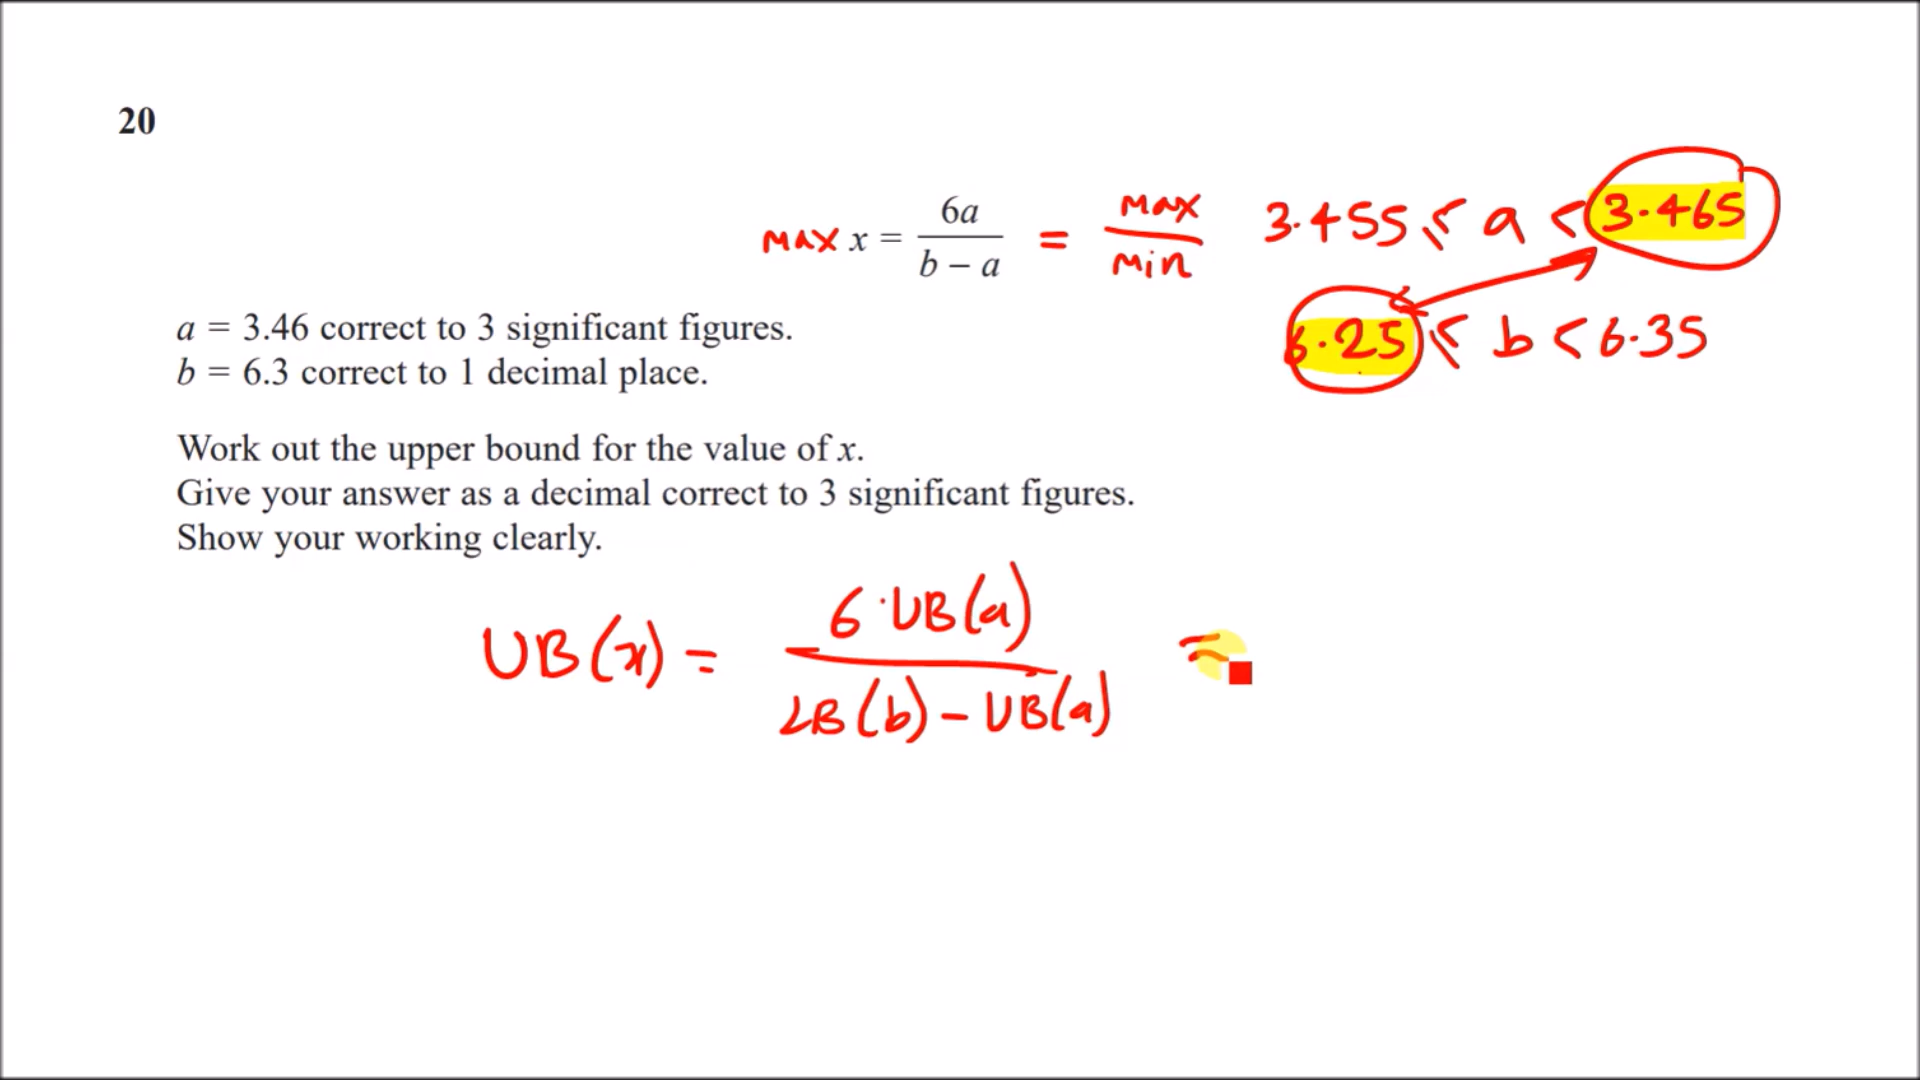 20
max x = 6a / (b – a) = max / min
3.455 ≤ a < 3.465
6.25 ≤ b < 6.35
a = 3.46 correct to 3 significant figures.
b = 6.3 correct to 1 decimal place.
Work out the upper bound for the value of x.
Give your answer as a decimal correct to 3 significant figures.
Show your working clearly.
UB(x) = 6·UB(a) / (LB(b) – UB(a)) =